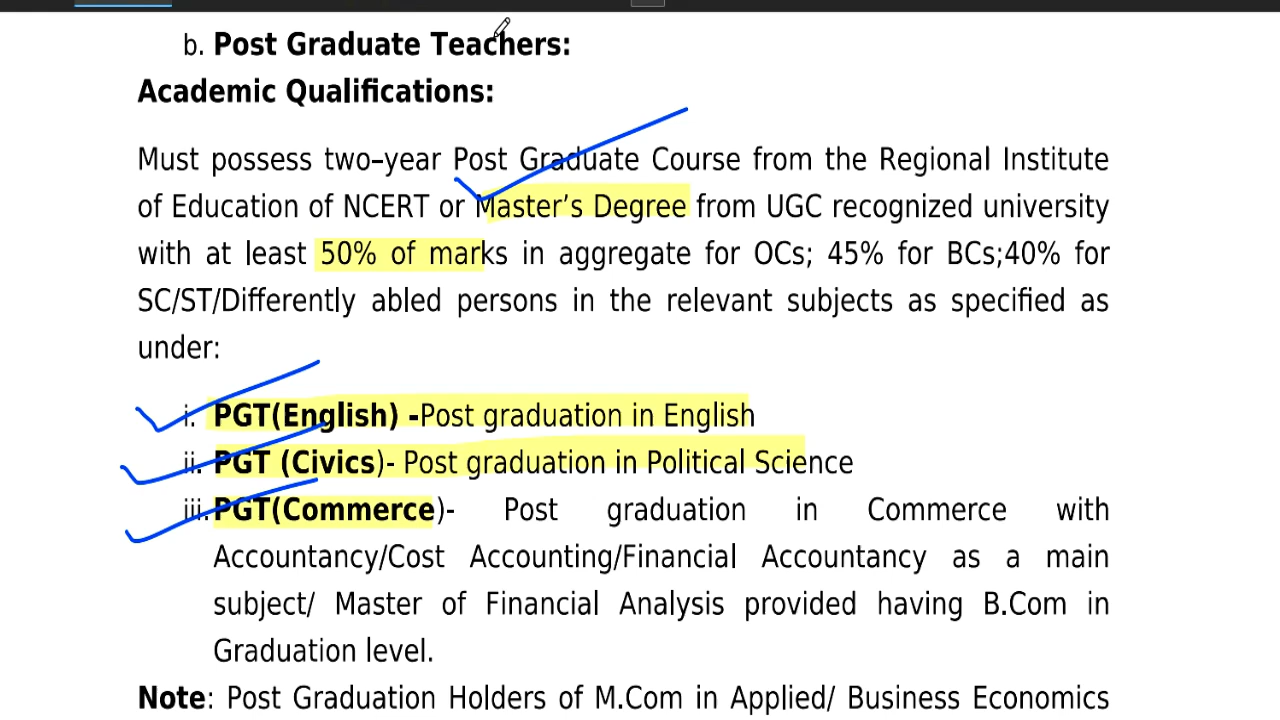 b. Post Graduate Teachers:
Academic Qualifications:
Must possess two–year Post Graduate Course from the Regional Institute
of Education of NCERT or Master’s Degree from UGC recognized university
with at least 50% of marks in aggregate for OCs; 45% for BCs;40% for
SC/ST/Differently abled persons in the relevant subjects as specified as
under:
i. PGT(English) -Post graduation in English
ii. PGT (Civics)- Post graduation in Political Science
iii. PGT(Commerce)- Post graduation in Commerce with
Accountancy/Cost Accounting/Financial Accountancy as a main
subject/ Master of Financial Analysis provided having B.Com in
Graduation level.
Note: Post Graduation Holders of M.Com in Applied/ Business Economics